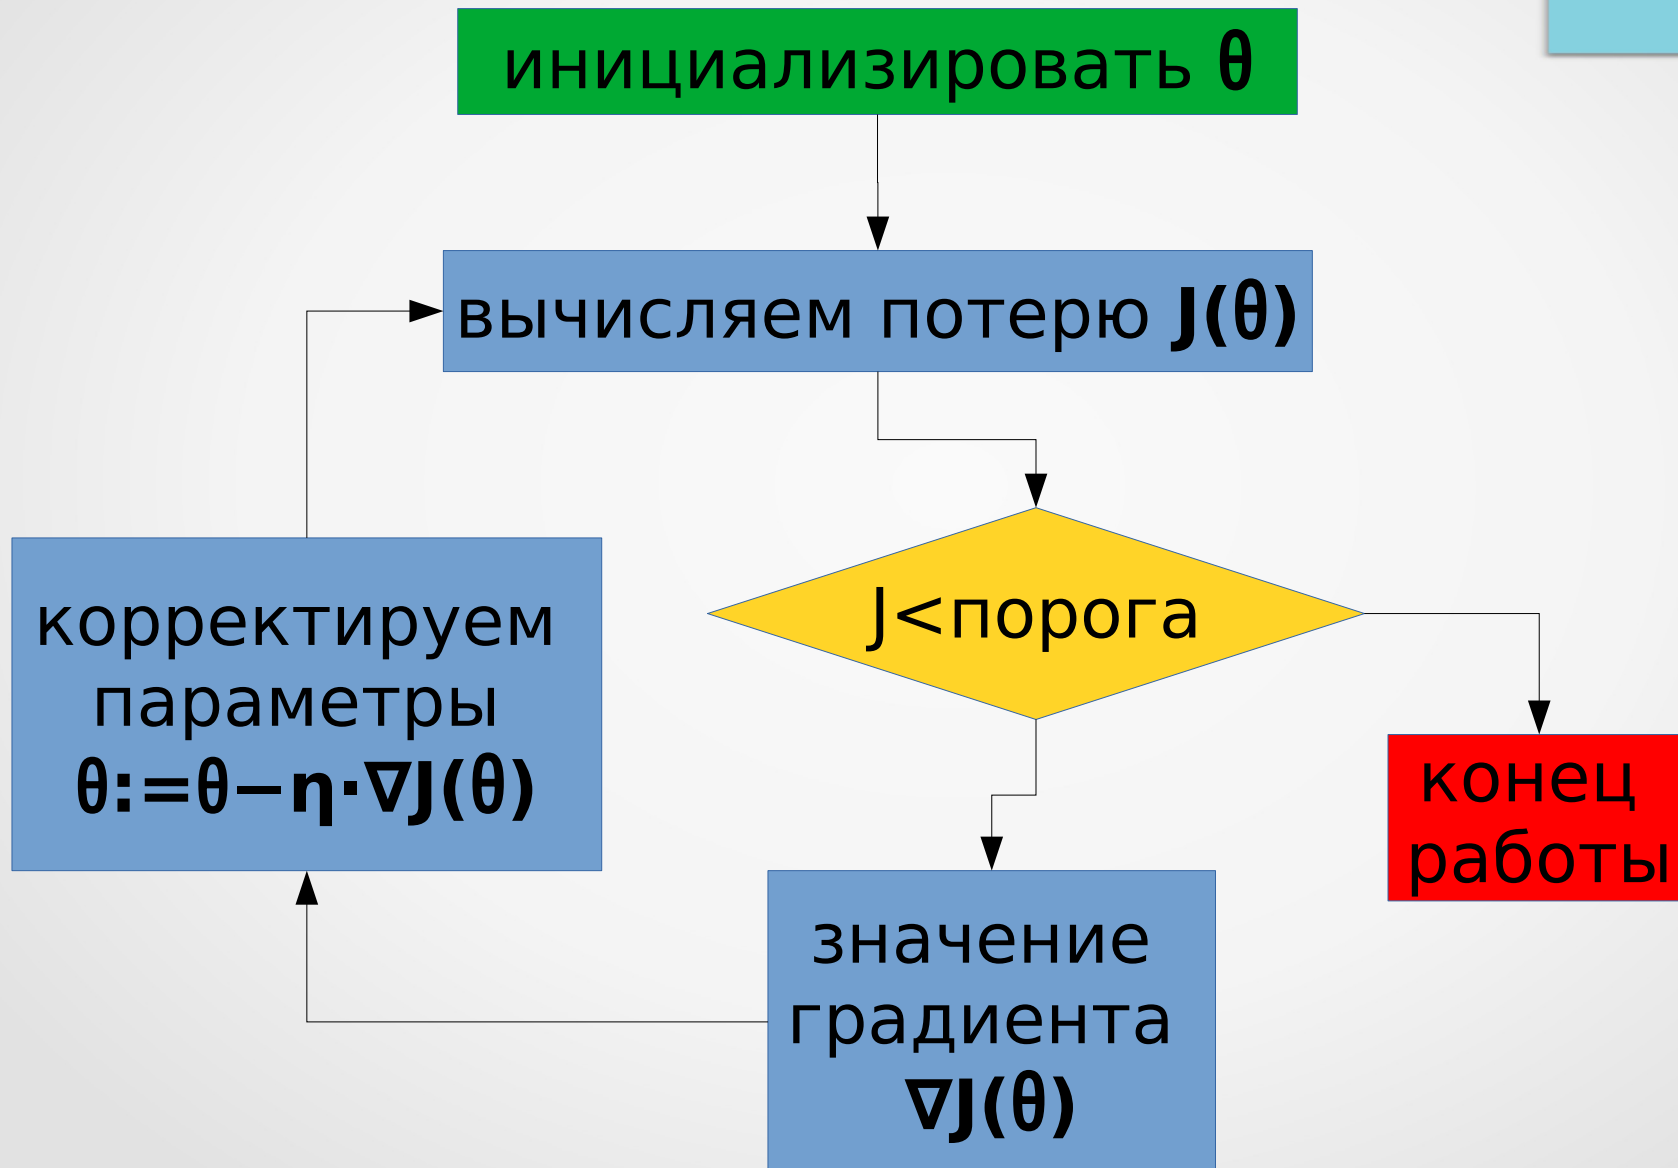 инициализировать θ
вычисляем потерю J(θ)
J<порога
корректируем
параметры
θ:=θ−η·∇J(θ)
конец
работы
значение
градиента
∇J(θ)